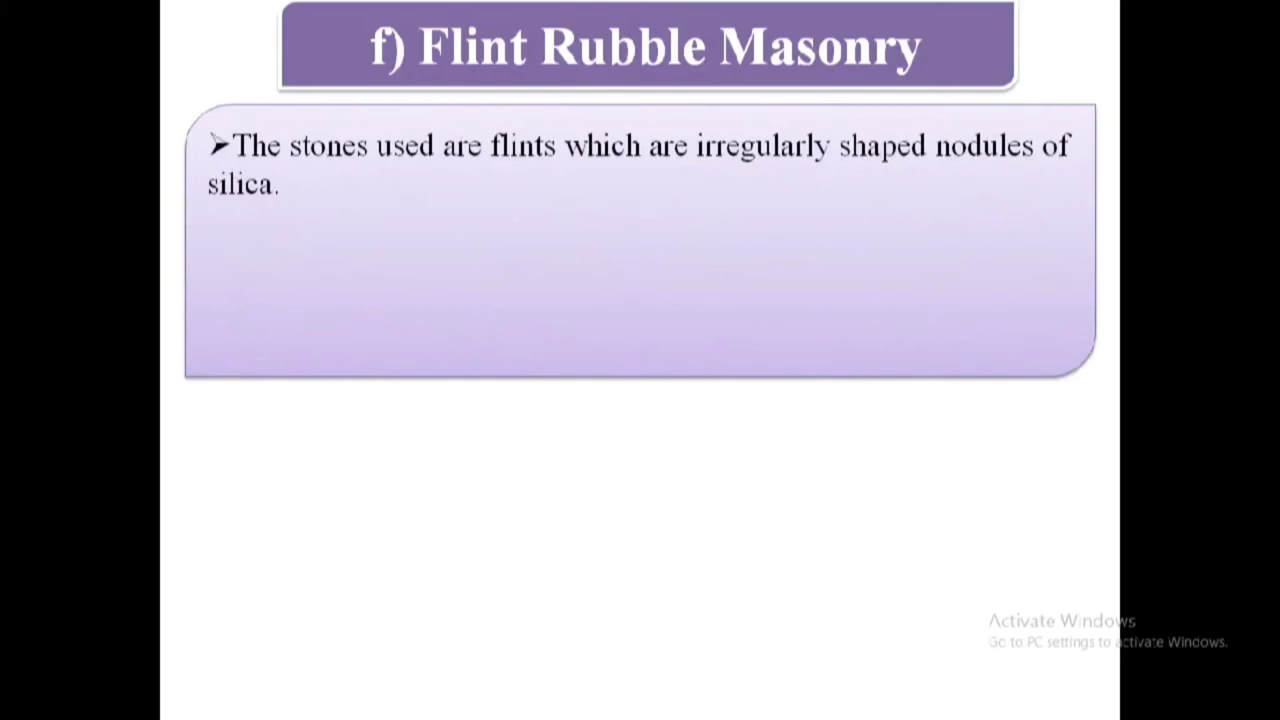 f) Flint Rubble Masonry
➢The stones used are flints which are irregularly shaped nodules of
silica.
Activate Windows
Go to PC settings to activate Windows.